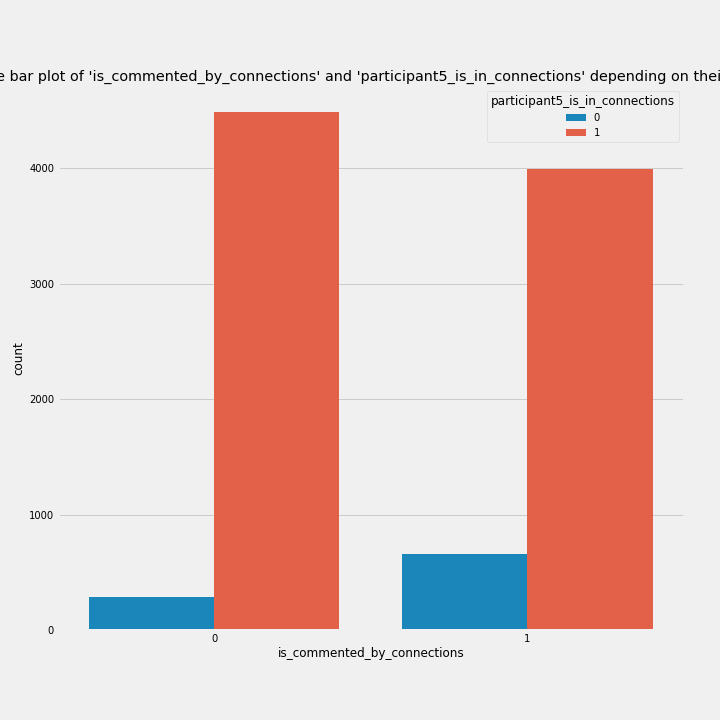 e bar plot of 'is_commented_by_connections' and 'participant5_is_in_connections' depending on thei
participant5_is_in_connections
0
1
4000
3000
2000
1000
0
count
0 1
is_commented_by_connections